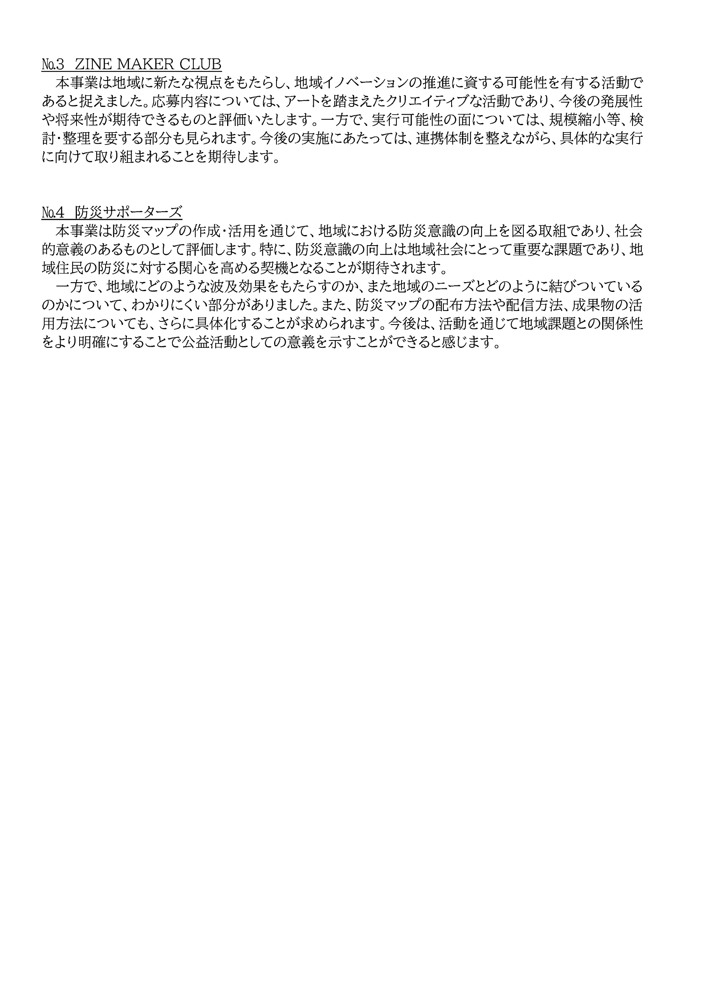 №3　ZINE MAKER CLUB
　本事業は地域に新たな視点をもたらし、地域イノベーションの推進に資する可能性を有する活動で
あると捉えました。応募内容については、アートを踏まえたクリエイティブな活動であり、今後の発展性
や将来性が期待できるものと評価いたします。一方で、実行可能性の面については、規模縮小等、検
討・整理を要する部分も見られます。今後の実施にあたっては、連携体制を整えながら、具体的な実行
に向けて取り組まれることを期待します。
№4　防災サポーターズ
　本事業は防災マップの作成・活用を通じて、地域における防災意識の向上を図る取組であり、社会
的意義のあるものとして評価します。特に、防災意識の向上は地域社会にとって重要な課題であり、地
域住民の防災に対する関心を高める契機となることが期待されます。
　一方で、地域にどのような波及効果をもたらすのか、また地域のニーズとどのように結びついている
のかについて、わかりにくい部分がありました。また、防災マップの配布方法や配信方法、成果物の活
用方法についても、さらに具体化することが求められます。今後は、活動を通じて地域課題との関係性
をより明確にすることで公益活動としての意義を示すことができると感じます。